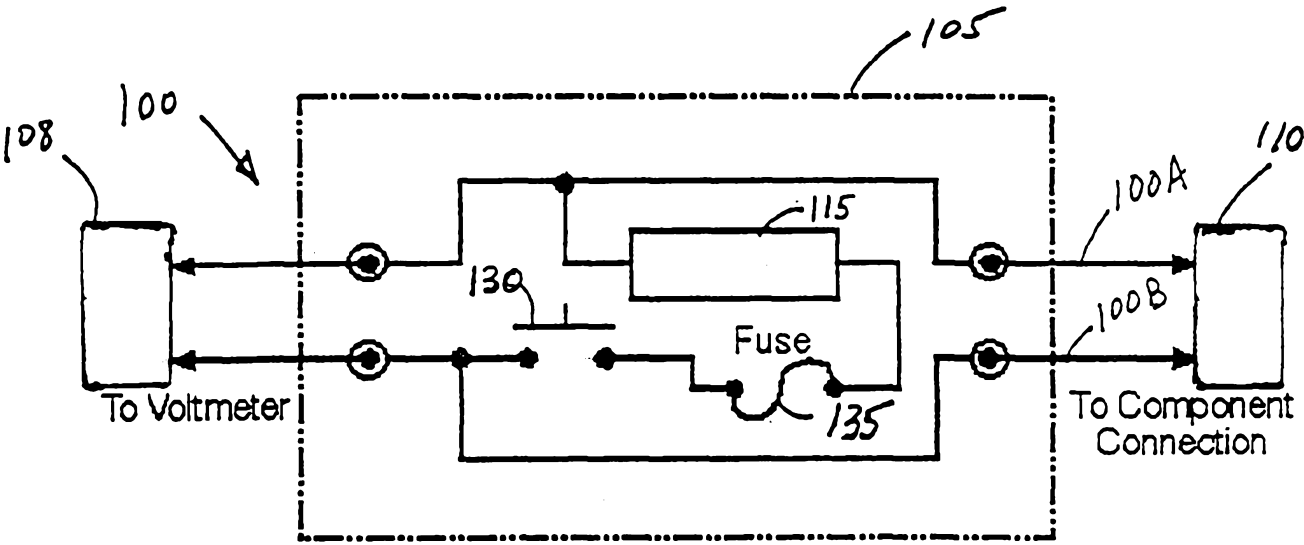 105
100
108
110
100A
115
130
100B
Fuse
135
To Voltmeter
To Component
Connection